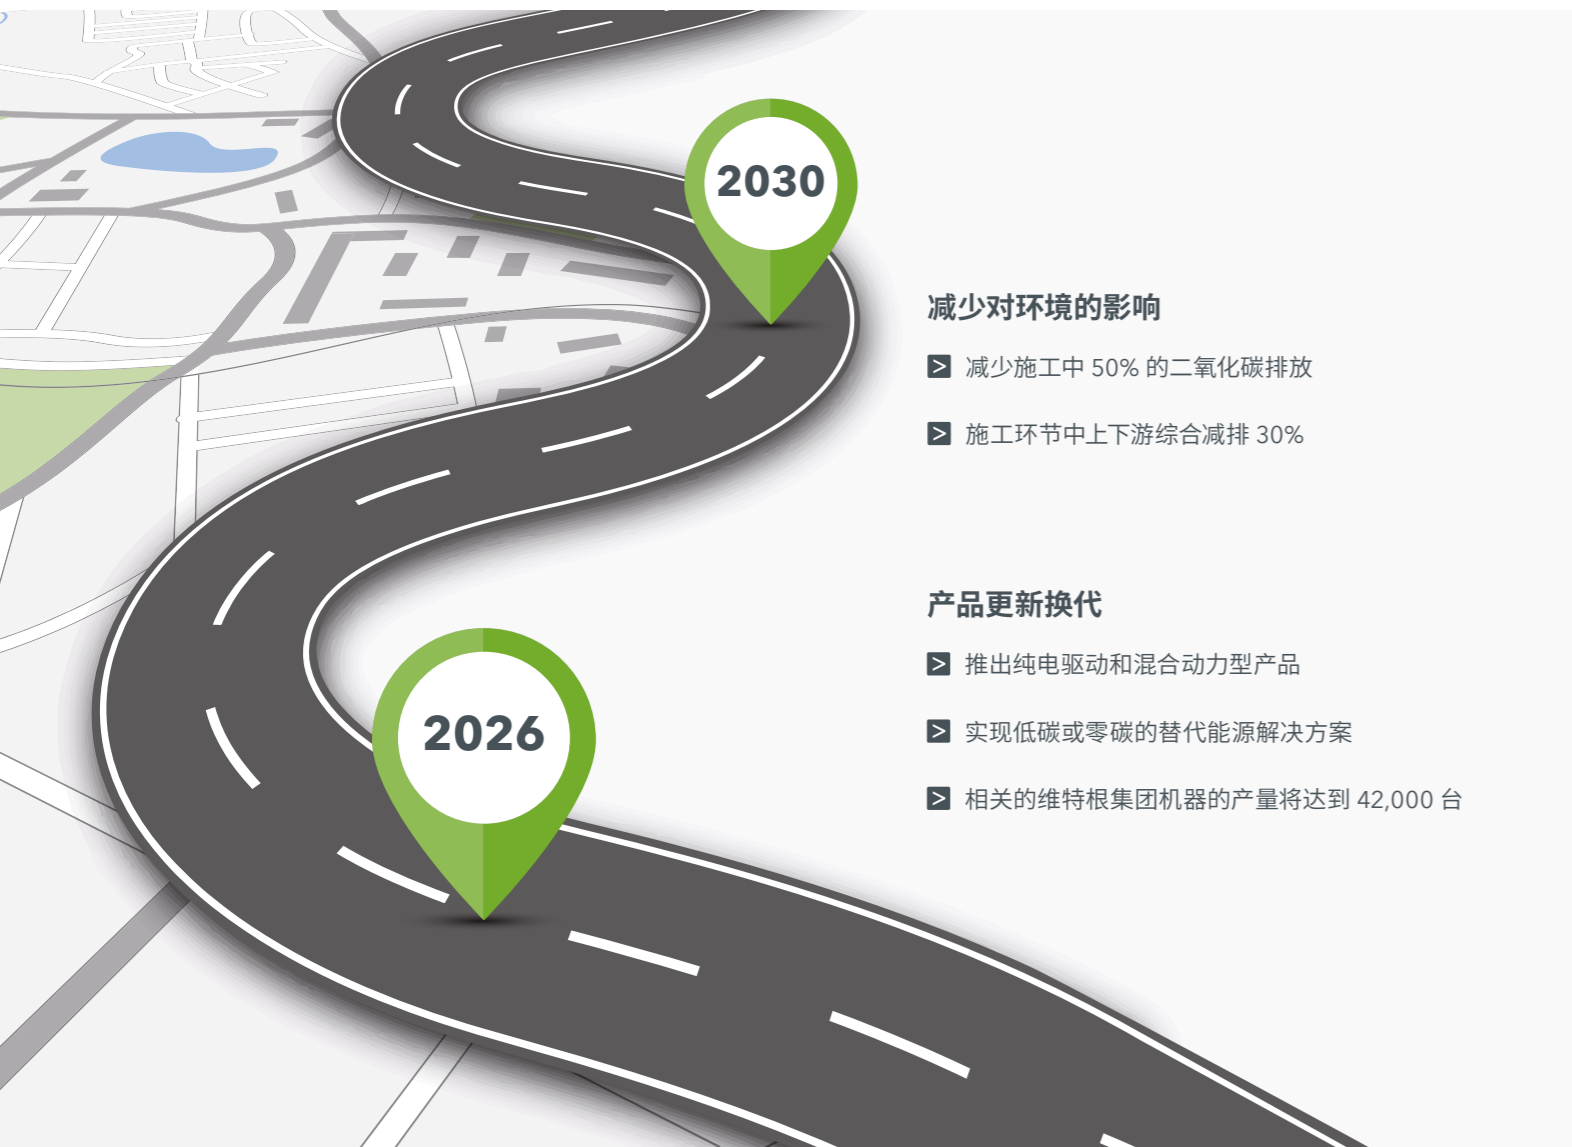 2030
减少对环境的影响
减少施工中 50% 的二氧化碳排放
施工环节中上下游综合减排 30%
产品更新换代
推出纯电驱动和混合动力型产品
2026
实现低碳或零碳的替代能源解决方案
相关的维特根集团机器的产量将达到 42,000 台